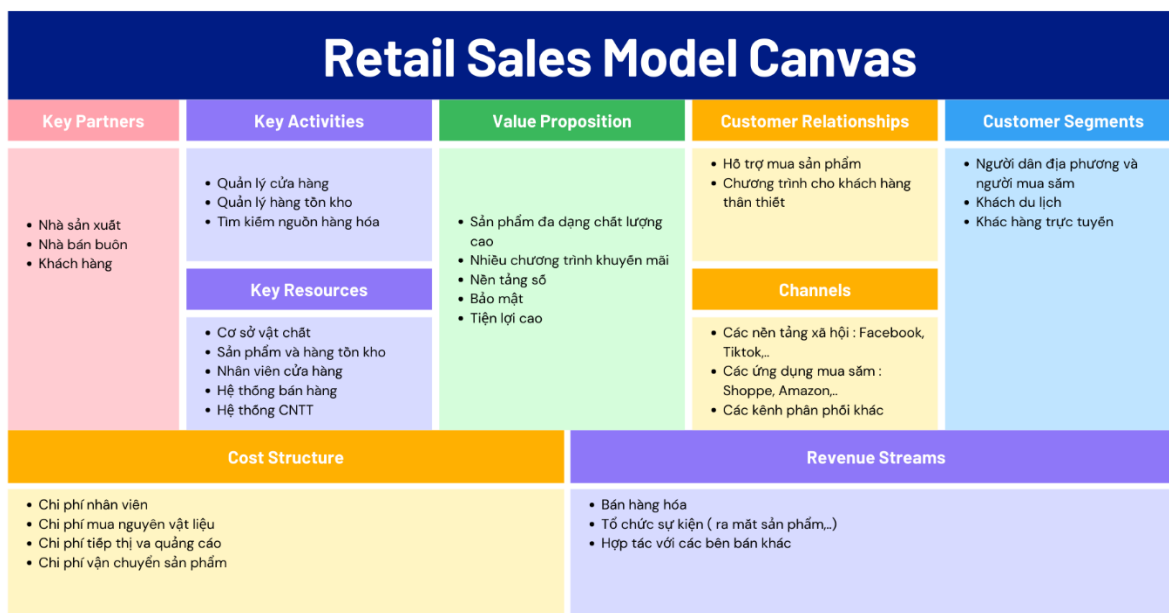 Retail Sales Model Canvas
Key Partners
• Nhà sản xuất
• Nhà bán buôn
• Khách hàng
Key Activities
• Quản lý cửa hàng
• Quản lý hàng tồn kho
• Tìm kiếm nguồn hàng hóa
Key Resources
• Cơ sở vật chất
• Sản phẩm và hàng tồn kho
• Nhân viên cửa hàng
• Hệ thống bán hàng
• Hệ thống CNTT
Value Proposition
• Sản phẩm đa dạng chất lượng
cao
• Nhiều chương trình khuyến mãi
• Nền tảng số
• Bảo mật
• Tiện lợi cao
Customer Relationships
• Hỗ trợ mua sản phẩm
• Chương trình cho khách hàng
thân thiết
Channels
• Các nền tảng xã hội : Facebook,
Tiktok,..
• Các ứng dụng mua sắm :
Shoppe, Amazon,..
• Các kênh phân phối khác
Customer Segments
• Người dân địa phương và
người mua sắm
• Khách du lịch
• Khác hàng trực tuyến
Cost Structure
• Chi phí nhân viên
• Chi phí mua nguyên vật liệu
• Chi phí tiếp thị va quảng cáo
• Chi phí vận chuyển sản phẩm
Revenue Streams
• Bán hàng hóa
• Tổ chức sự kiện ( ra mắt sản phẩm,..)
• Hợp tác với các bên bán khác